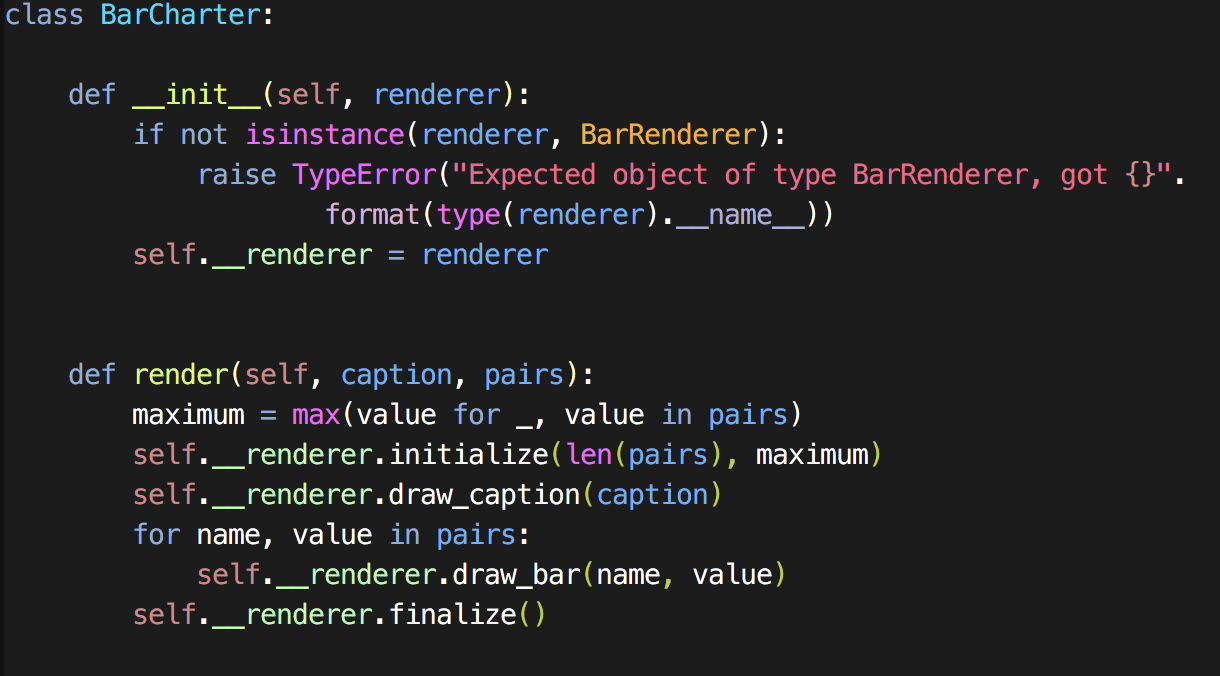 class BarCharter:
    def __init__(self, renderer):
        if not isinstance(renderer, BarRenderer):
            raise TypeError("Expected object of type BarRenderer, got {}".
                    format(type(renderer).__name__))
        self.__renderer = renderer
    def render(self, caption, pairs):
        maximum = max(value for _, value in pairs)
        self.__renderer.initialize(len(pairs), maximum)
        self.__renderer.draw_caption(caption)
        for name, value in pairs:
            self.__renderer.draw_bar(name, value)
        self.__renderer.finalize()